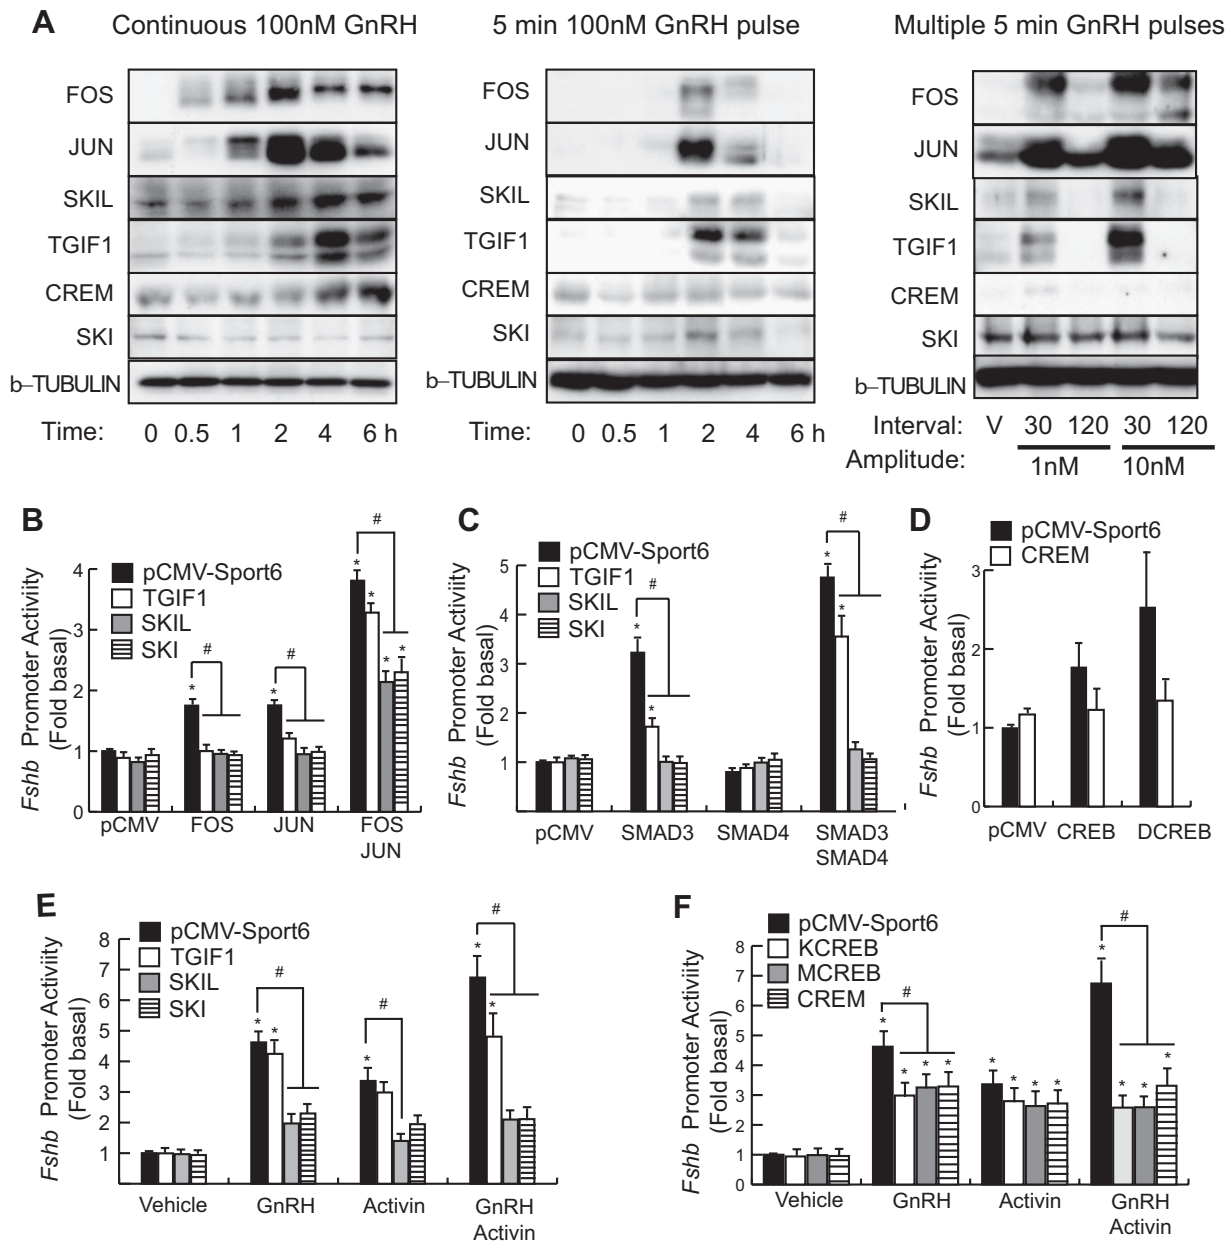 A
Continuous 100nM GnRH
5 min 100nM GnRH pulse
Multiple 5 min GnRH pulses
FOS
JUN
SKIL
TGIF1
CREM
SKI
b–TUBULIN
Time: 0 0.5 1 2 4 6 h
FOS
JUN
SKIL
TGIF1
CREM
SKI
b–TUBULIN
Time: 0 0.5 1 2 4 6 h
FOS
JUN
SKIL
TGIF1
CREM
SKI
b–TUBULIN
Interval: V 30 120 30 120
Amplitude: 1nM 10nM
B
Fshb Promoter Activiity
(Fold basal)
pCMV-Sport6
TGIF1
SKIL
SKI
4
3
2
1
0
* # * # * * * * #
pCMV FOS JUN FOS
JUN
C
Fshb Promoter Activity
(Fold basal)
pCMV-Sport6
TGIF1
SKIL
SKI
5
4
3
2
1
* * # * * #
pCMV SMAD3 SMAD4 SMAD3
SMAD4
D
Fshb Promoter Activity
(Fold basal)
pCMV-Sport6
CREM
3
2
1
0
pCMV CREB DCREB
E
Fshb Promoter Activiity
(Fold basal)
pCMV-Sport6
TGIF1
SKIL
SKI
8
7
6
5
4
3
2
1
* * # * # * * #
Vehicle GnRH Activin GnRH
Activin
F
Fshb Promoter Activity
(Fold basal)
pCMV-Sport6
KCREB
MCREB
CREM
8
7
6
5
4
3
2
1
0
* * * * # * * * * * * * * #
Vehicle GnRH Activin GnRH
Activin